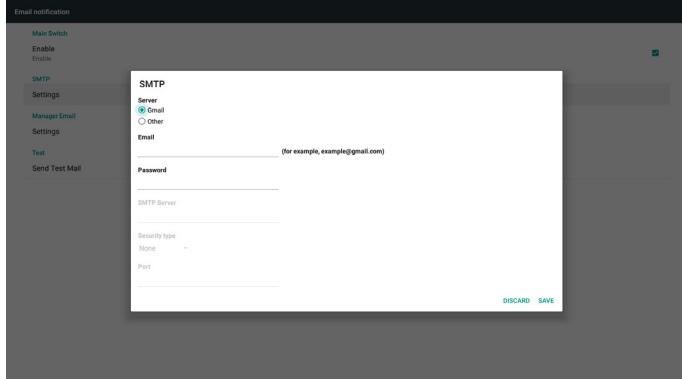 Email notification
Main Switch
Enable
Enable
SMTP
Settings
Manager Email
Settings
Test
Send Test Mail
SMTP
Server
Gmail
Other
Email
(for example, example@gmail.com)
Password
SMTP Server
Security type
None
Port
DISCARD SAVE